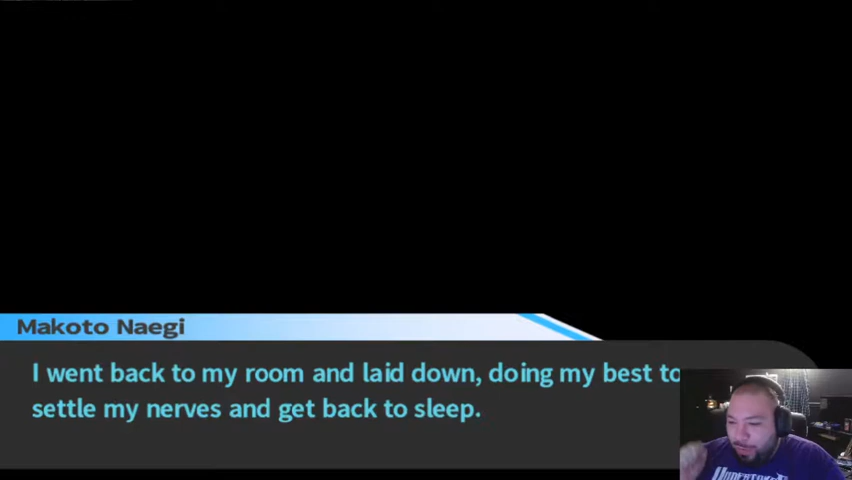 Makoto Naegi
I went back to my room and laid down, doing my best to
settle my nerves and get back to sleep.
UNDERTAKER